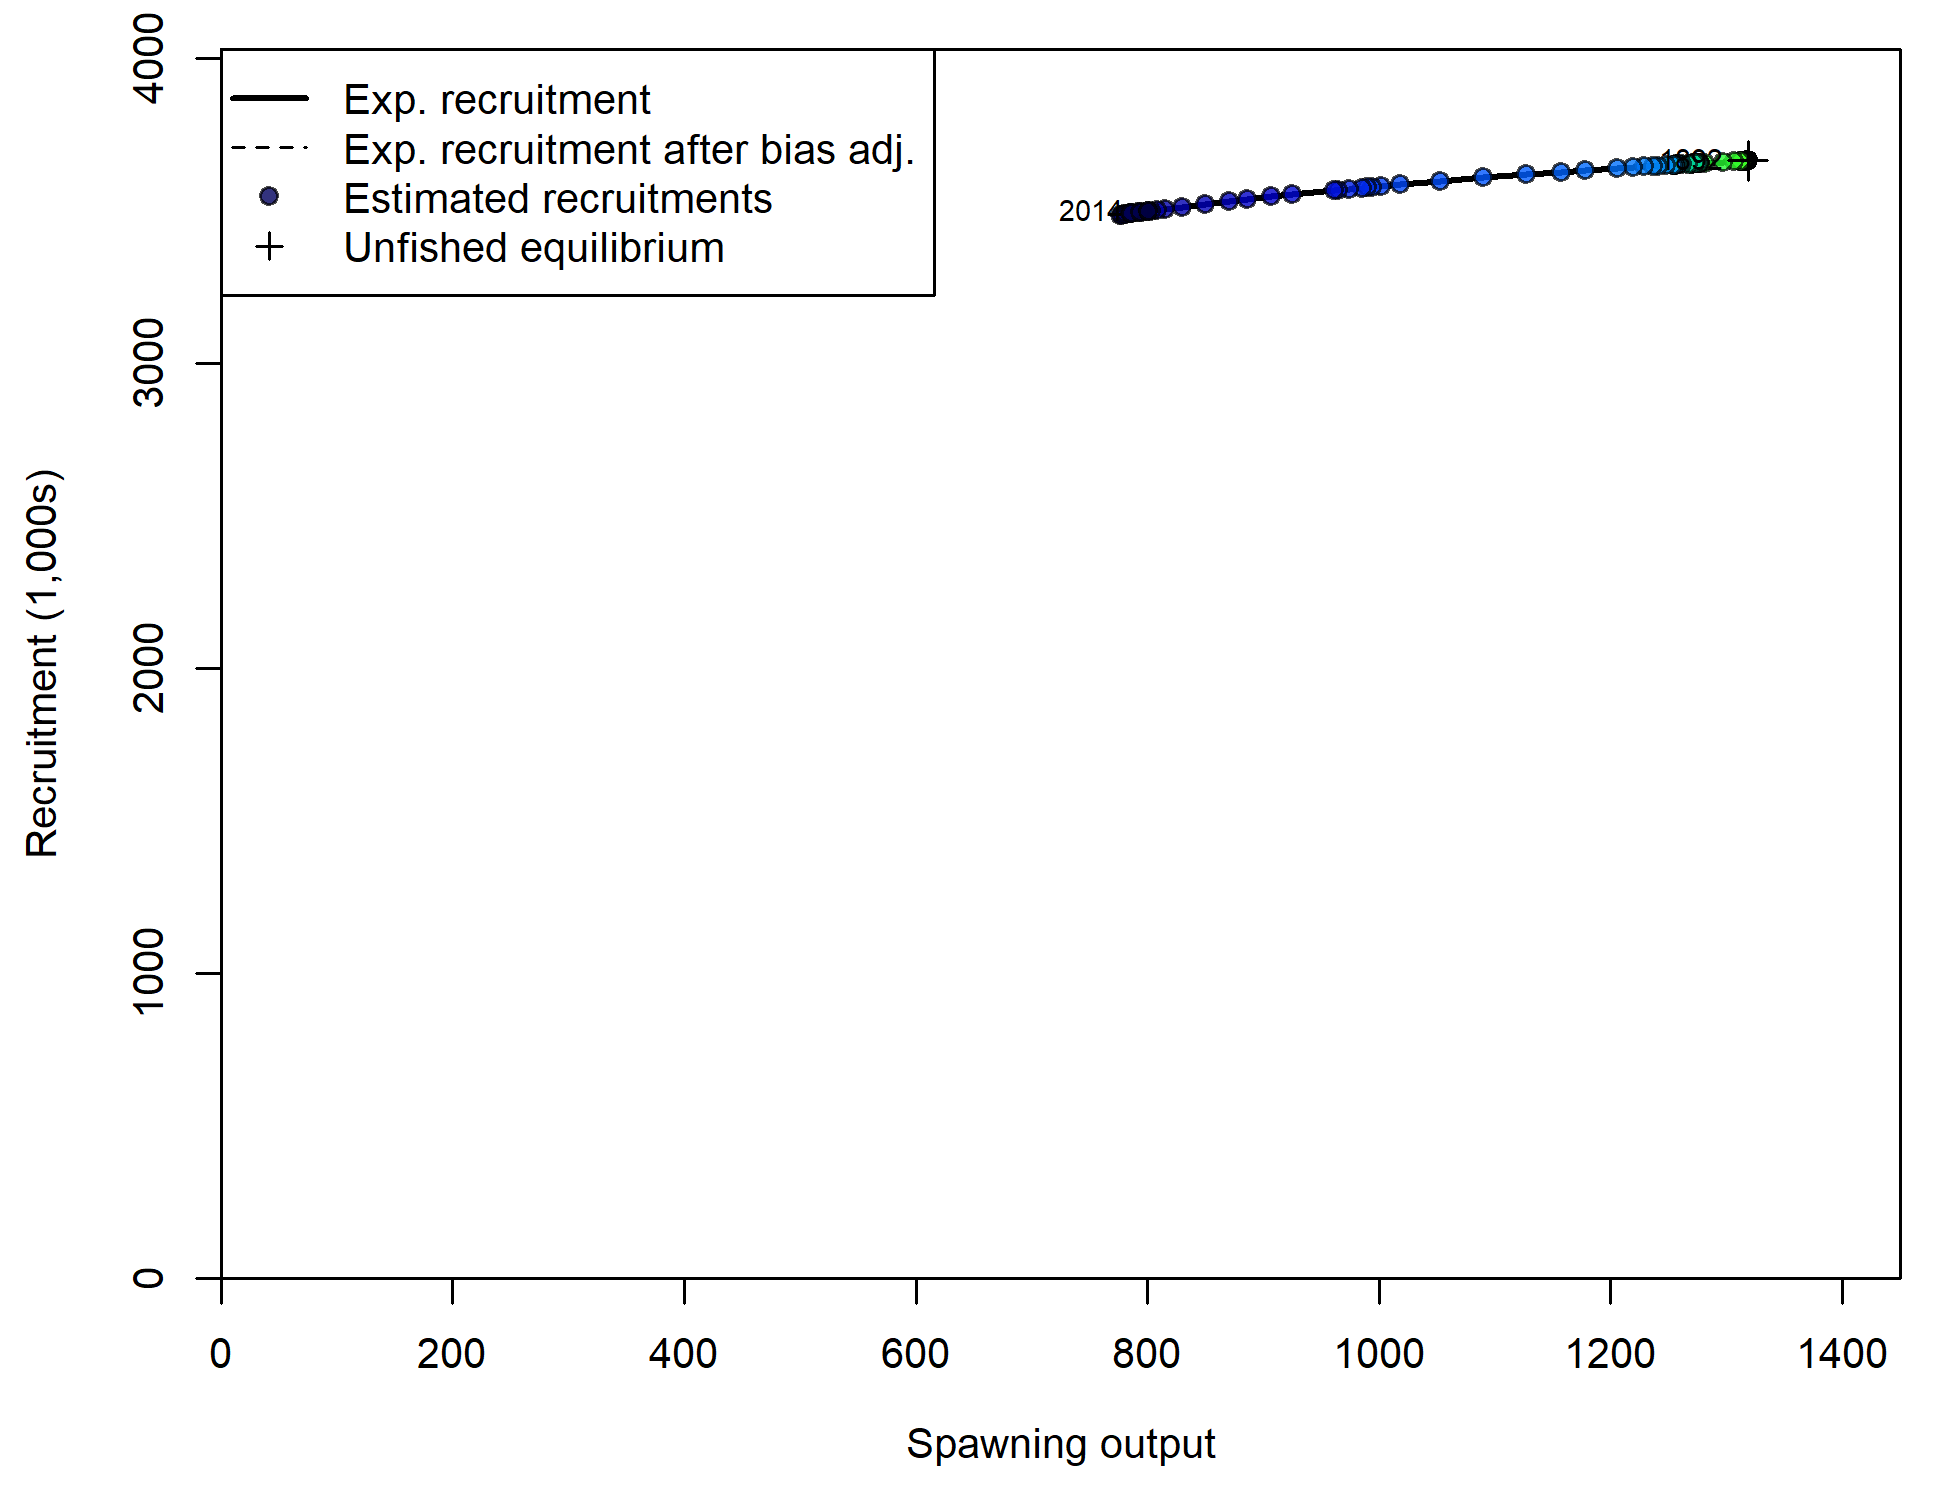 Exp. recruitment
Exp. recruitment after bias adj.
Estimated recruitments
Unfished equilibrium
4000
3000
2000
1000
0
Recruitment (1,000s)
2014
0 200 400 600 800 1000 1200 1400
Spawning output